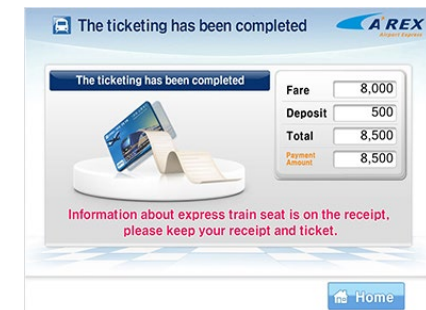 The ticketing has been completed
A'REX
Airport Express
The ticketing has been completed
Fare 8,000
Deposit 500
Total 8,500
Payment Amount 8,500
Information about express train seat is on the receipt,
please keep your receipt and ticket.
Home